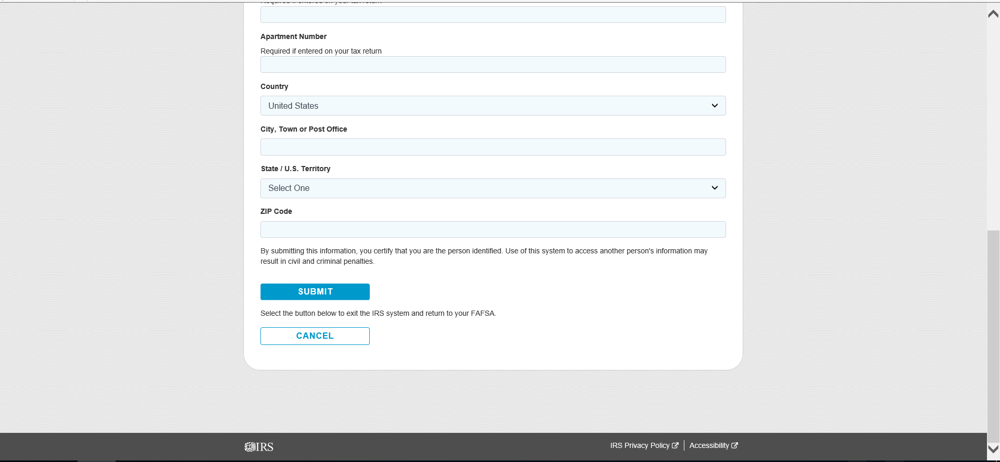 Required if entered on your tax return
Apartment Number
Required if entered on your tax return
Country
United States
City, Town or Post Office
State / U.S. Territory
Select One
ZIP Code
By submitting this information, you certify that you are the person identified. Use of this system to access another person's information may
result in civil and criminal penalties.
SUBMIT
Select the button below to exit the IRS system and return to your FAFSA.
CANCEL
IRS
IRS Privacy Policy
Accessibility